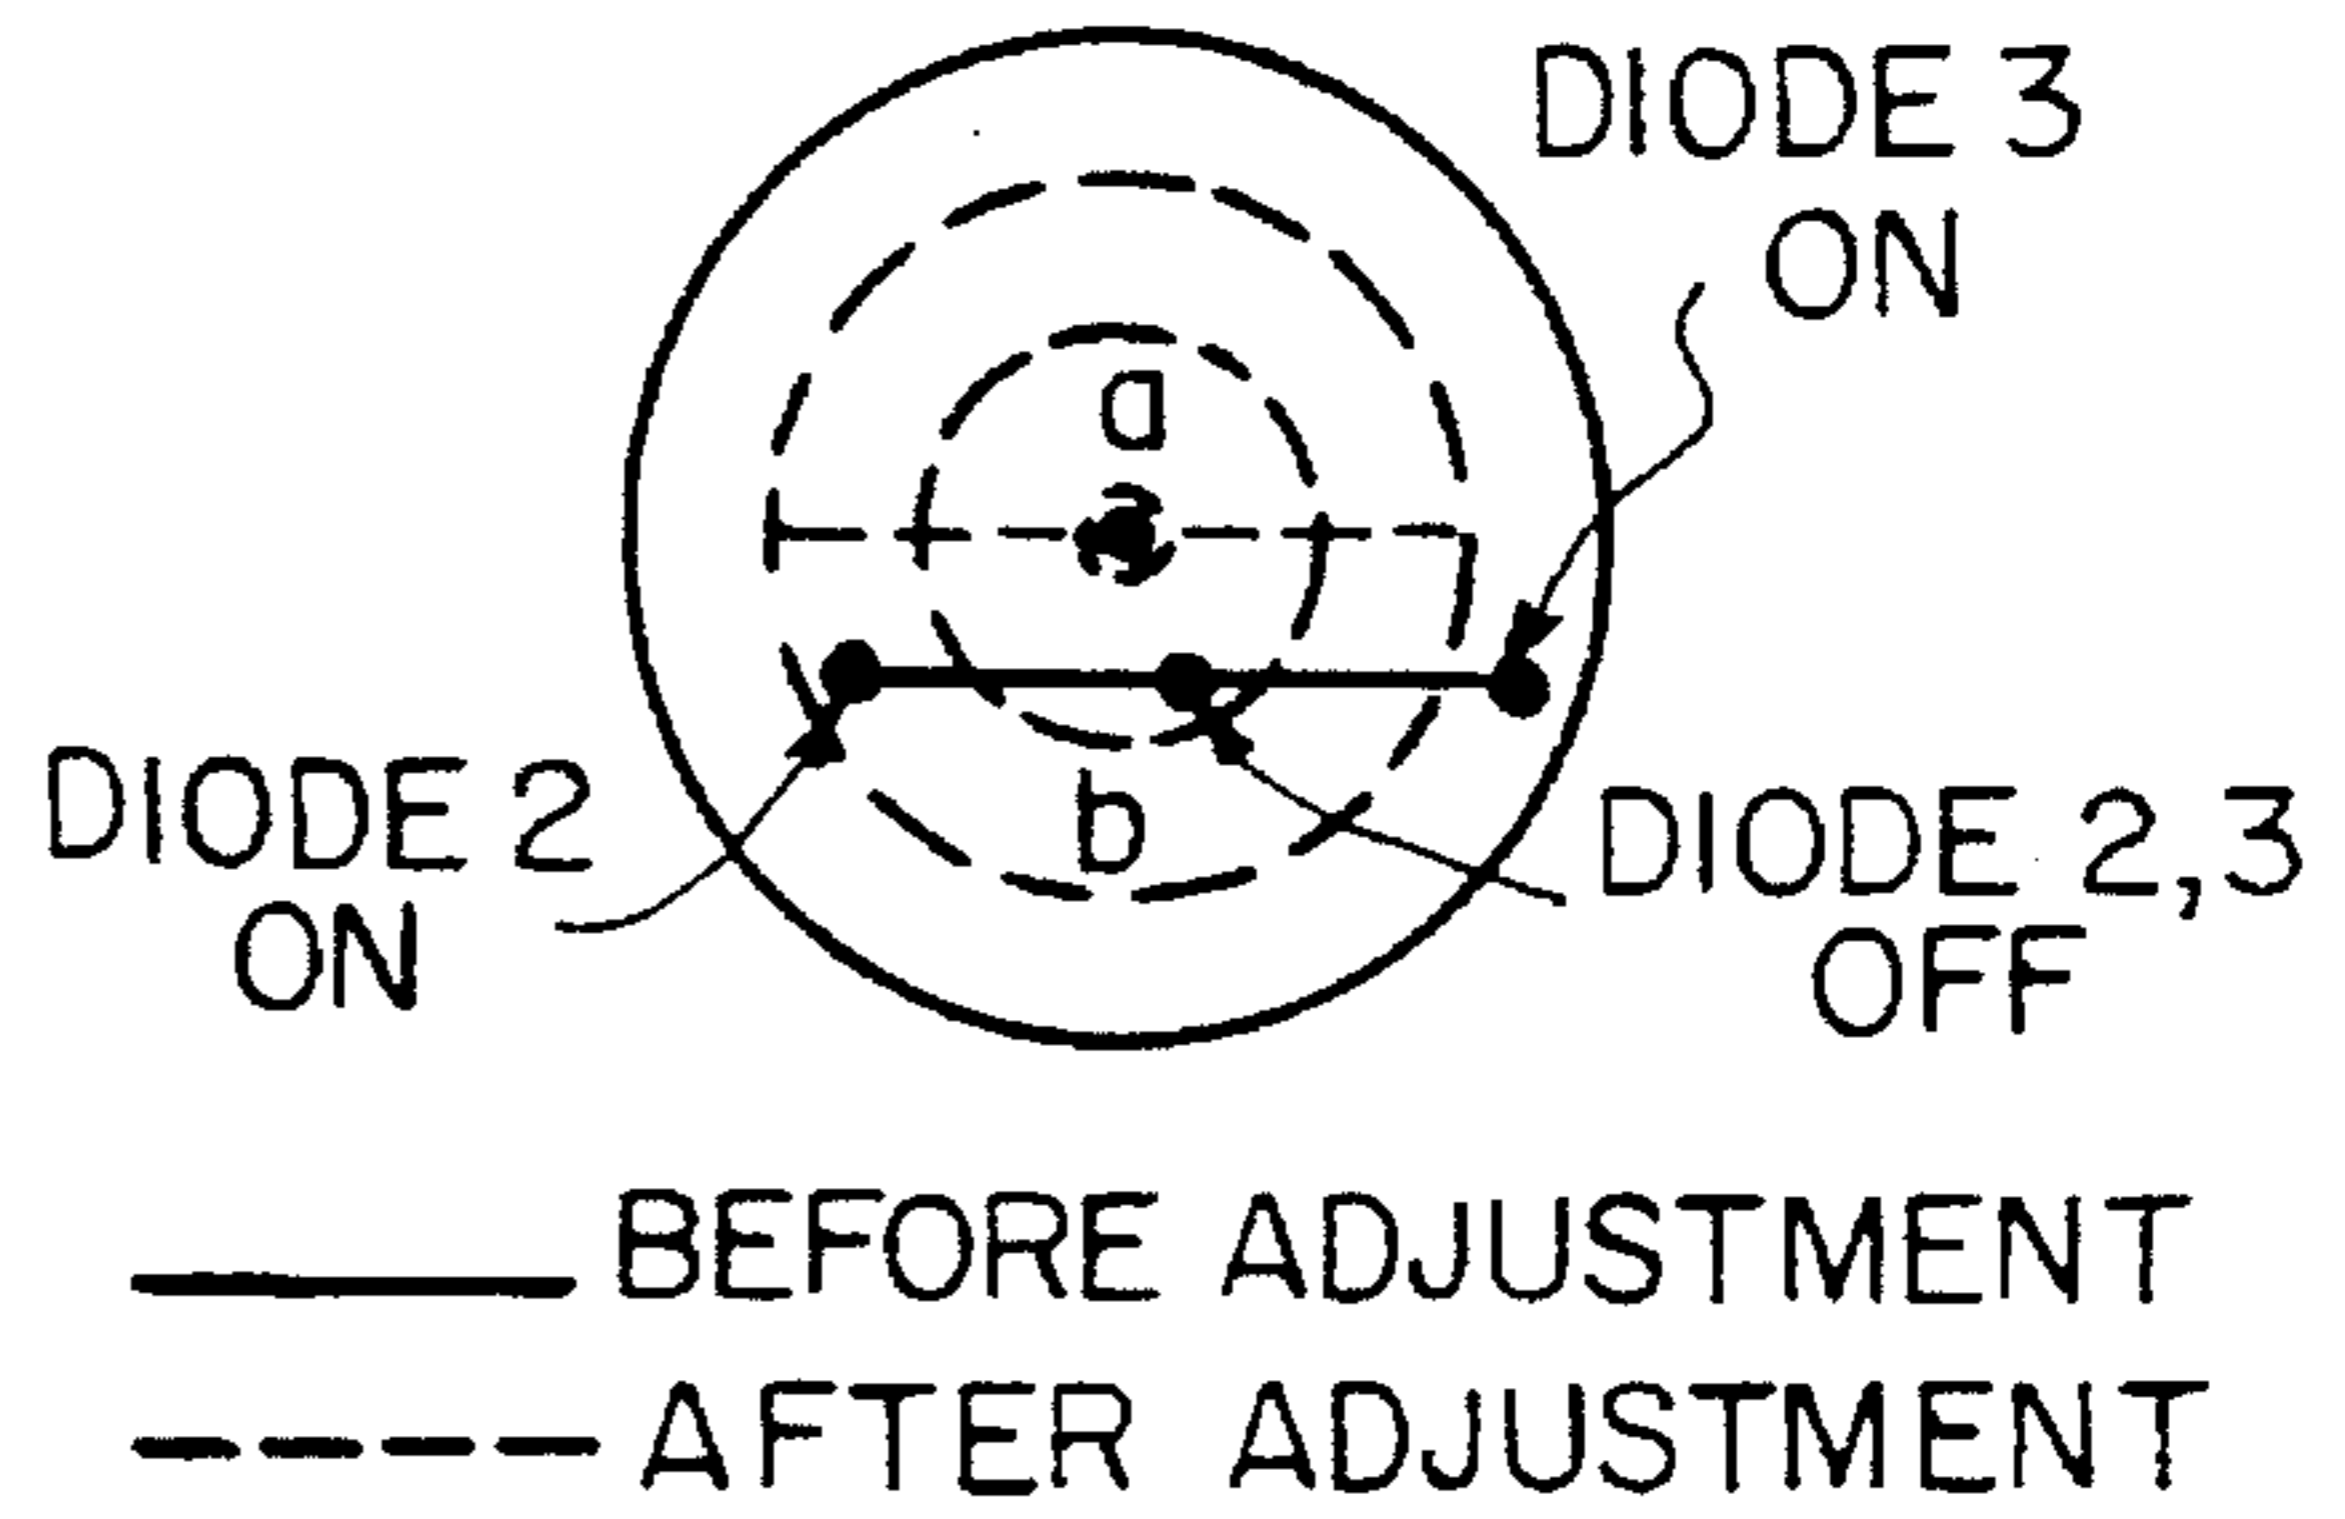 DIODE 3
ON
a
b
DIODE 2
ON
DIODE 2,3
OFF
BEFORE ADJUSTMENT
AFTER ADJUSTMENT